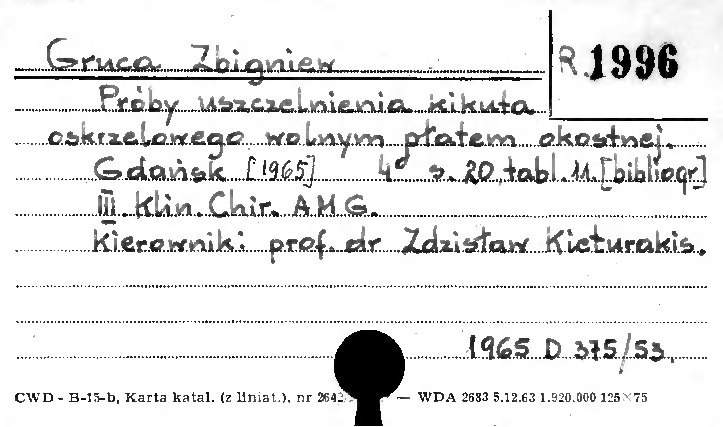 Gruca Zbigniew
R.1996
Próby uszczelnienia kikuta
oskrzelowego wolnym płatem okostnej.
Gdańsk [1965] 4° s. 20, tabl. 11. [bibliogr]
III. Klin. Chir. A M G.
Kierownik: prof. dr Zdzisław Kieturakis.
1965 D 375/53.
CWD - B-15-b, Karta katal. (z liniat.), nr 264 — WDA 2683 5.12.63 1.920.000 125×75